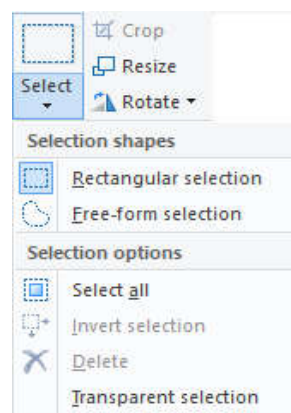 Crop
Resize
Select
Rotate
Selection shapes
Rectangular selection
Free-form selection
Selection options
Select all
Invert selection
Delete
Transparent selection